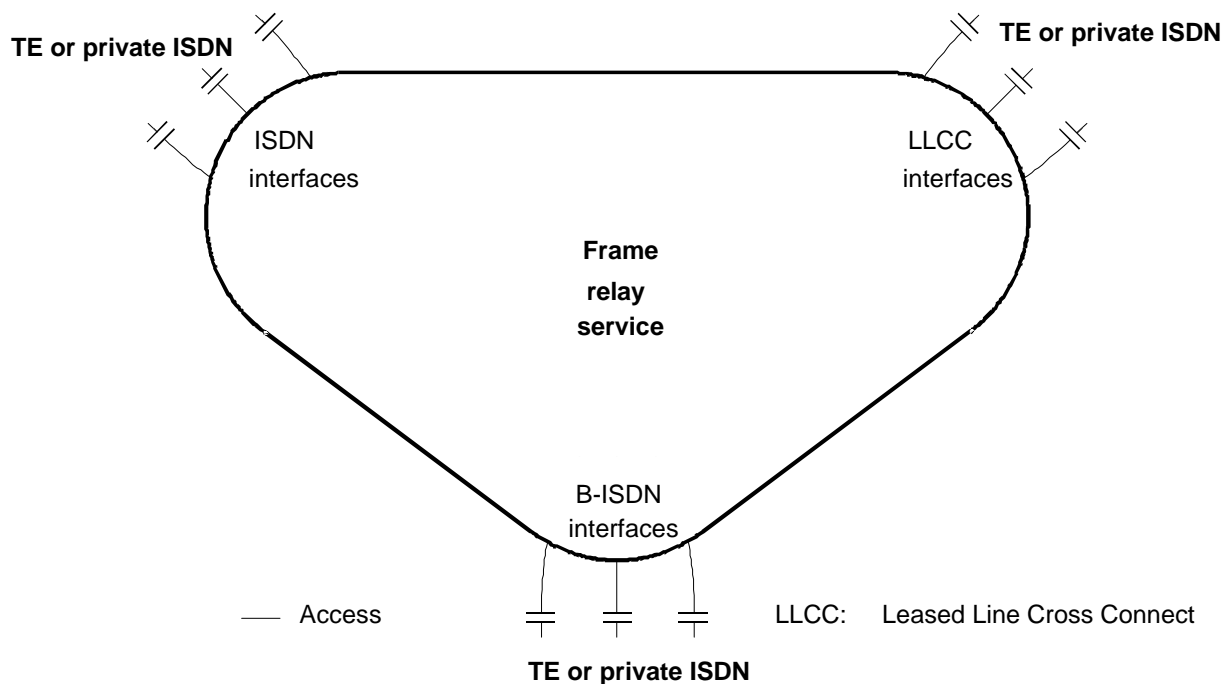 TE or private ISDN
TE or private ISDN
ISDN
interfaces
LLCC
interfaces
Frame
relay
service
B-ISDN
interfaces
Access
LLCC: Leased Line Cross Connect
TE or private ISDN